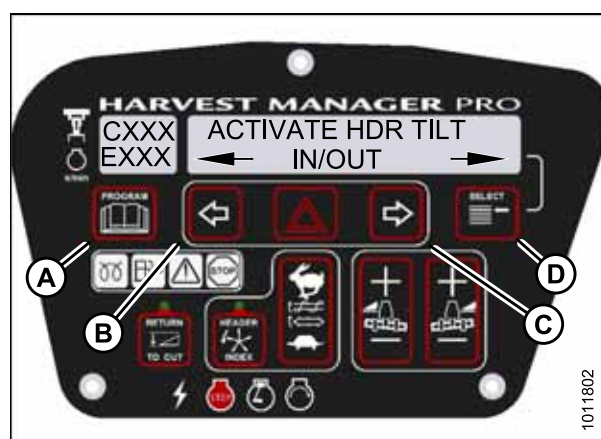 HARVEST MANAGER PRO
CXXX
EXXX
ACTIVATE HDR TILT
IN/OUT
PROGRAM
SELECT
A
B
C
D
STOP
RETURN
TO CUT
HEADER
INDEX
STOP
1011802